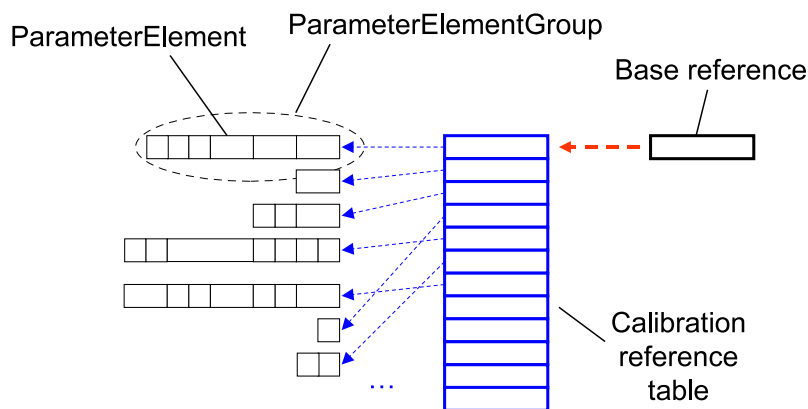 ParameterElement
ParameterElementGroup
Base reference
Calibration
reference
table
...